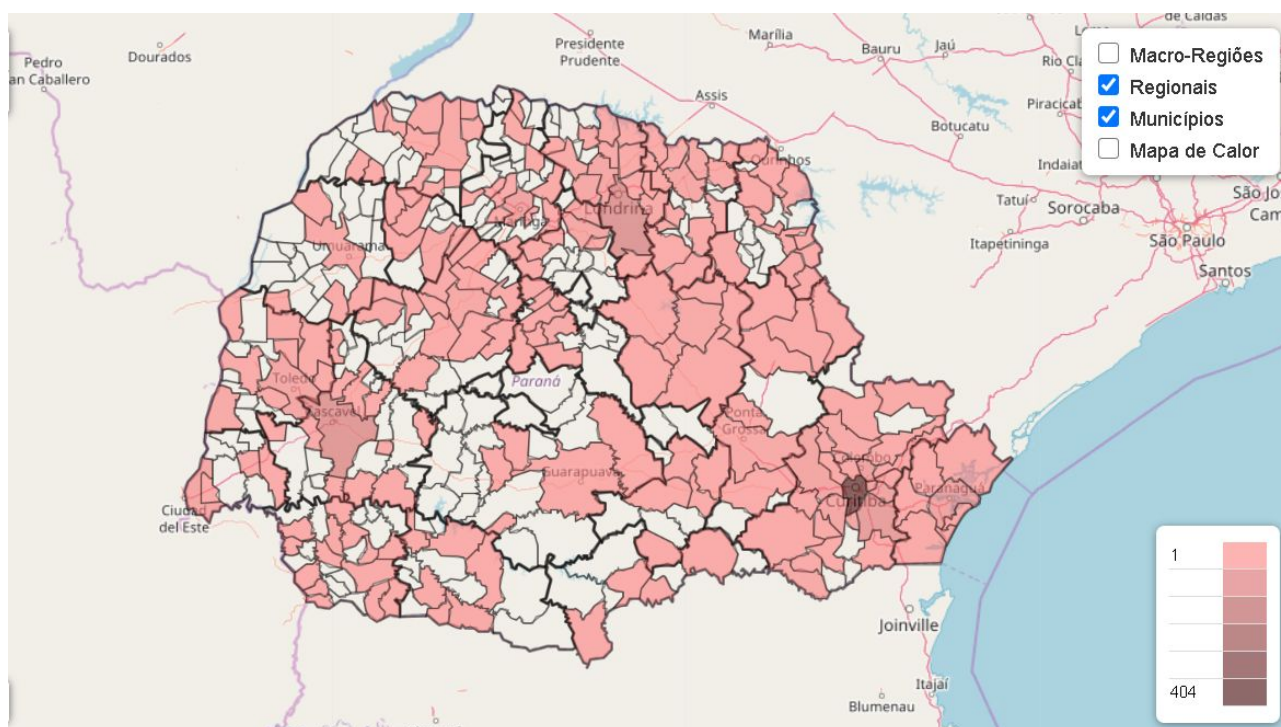 de Caldas
Marília
Bauru
Jaú
Presidente
Prudente
Dourados
Pedro
an Caballero
Assis
Rio Cla
Piracicab
Botucatu
Indaiat
Macro-Regiões
Regionais
Municípios
Mapa de Calor
Ourinhos
Tatuí
Sorocaba
São Jo
Cam
São Paulo
Itapetininga
Santos
Londrina
Maringá
Umuarama
Toledo
Cascavel
Paraná
Ponta
Grossa
Guarapuava
Colombo
Curitiba
Paranaguá
Ciudad
del Este
Joinville
Itajaí
Blumenau
1
404